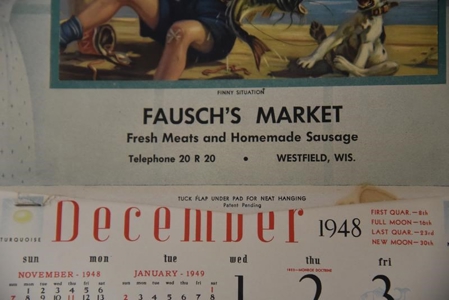 FUNNY SITUATION
FAUSCH'S MARKET
Fresh Meats and Homemade Sausage
Telephone 20 R 20 • WESTFIELD, WIS.
TUCK FLAP UNDER PAD FOR NEAT HANGING
Patent Pending
TURQUOISE
December 1948
FIRST QUAR.—8th
FULL MOON—16th
LAST QUAR.—23rd
NEW MOON—30th
sun mon tue wed thu fri
NOVEMBER - 1948
JANUARY - 1949
1 2 3